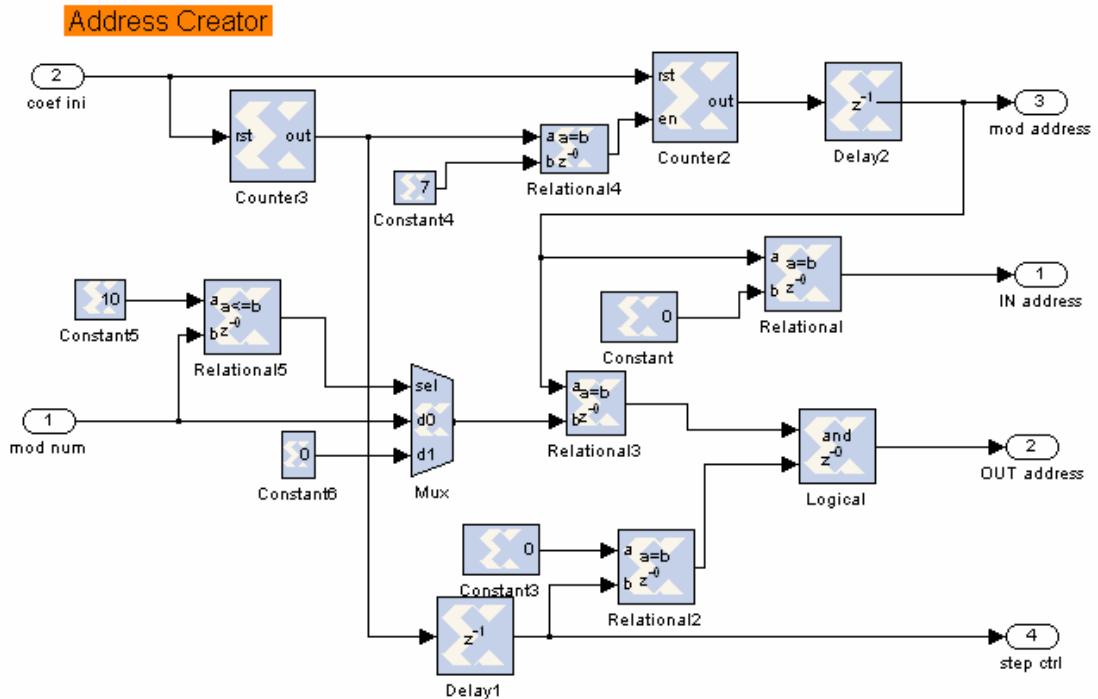 Address Creator
2
coef ini
rst out
Counter3
rst
en
out
Counter2
z⁻¹
Delay2
3
mod address
a a=b
b z⁻⁰
Relational4
7
Constant4
10
Constant5
a a<=b
b z⁻⁰
Relational5
a a=b
b z⁻⁰
Relational
1
IN address
0
Constant
1
mod num
sel
d0
d1
Mux
0
Constant6
a a=b
b z⁻⁰
Relational3
and
z⁻⁰
Logical
2
OUT address
0
Constant3
a a=b
b z⁻⁰
Relational2
z⁻¹
Delay1
4
step ctrl